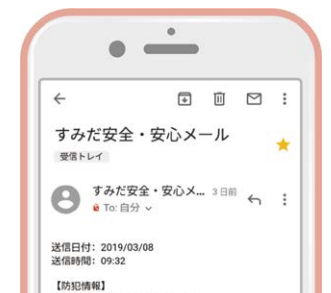 すみだ安全・安心メール
受信トレイ
すみだ安全・安心メ... 3 日前
To: 自分
送信日付: 2019/03/08
送信時間: 09:32
【防犯情報】